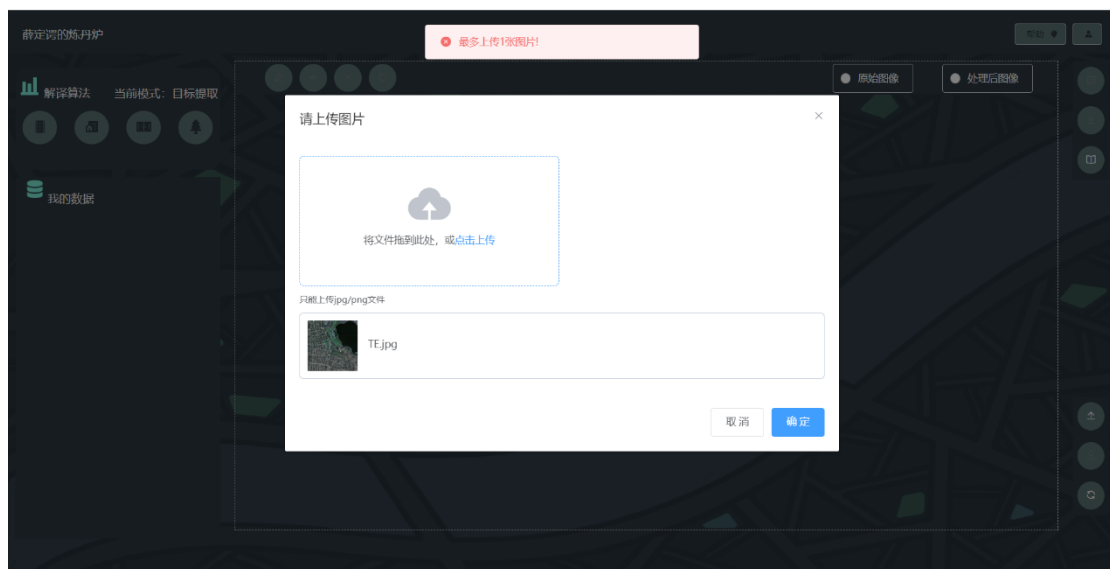 薛定谔的炼丹炉
最多上传1张图片!
帮助
解译算法 当前模式：目标提取
原始图像
处理后图像
我的数据
请上传图片
将文件拖到此处，或点击上传
只能上传jpg/png文件
TE.jpg
取消
确定